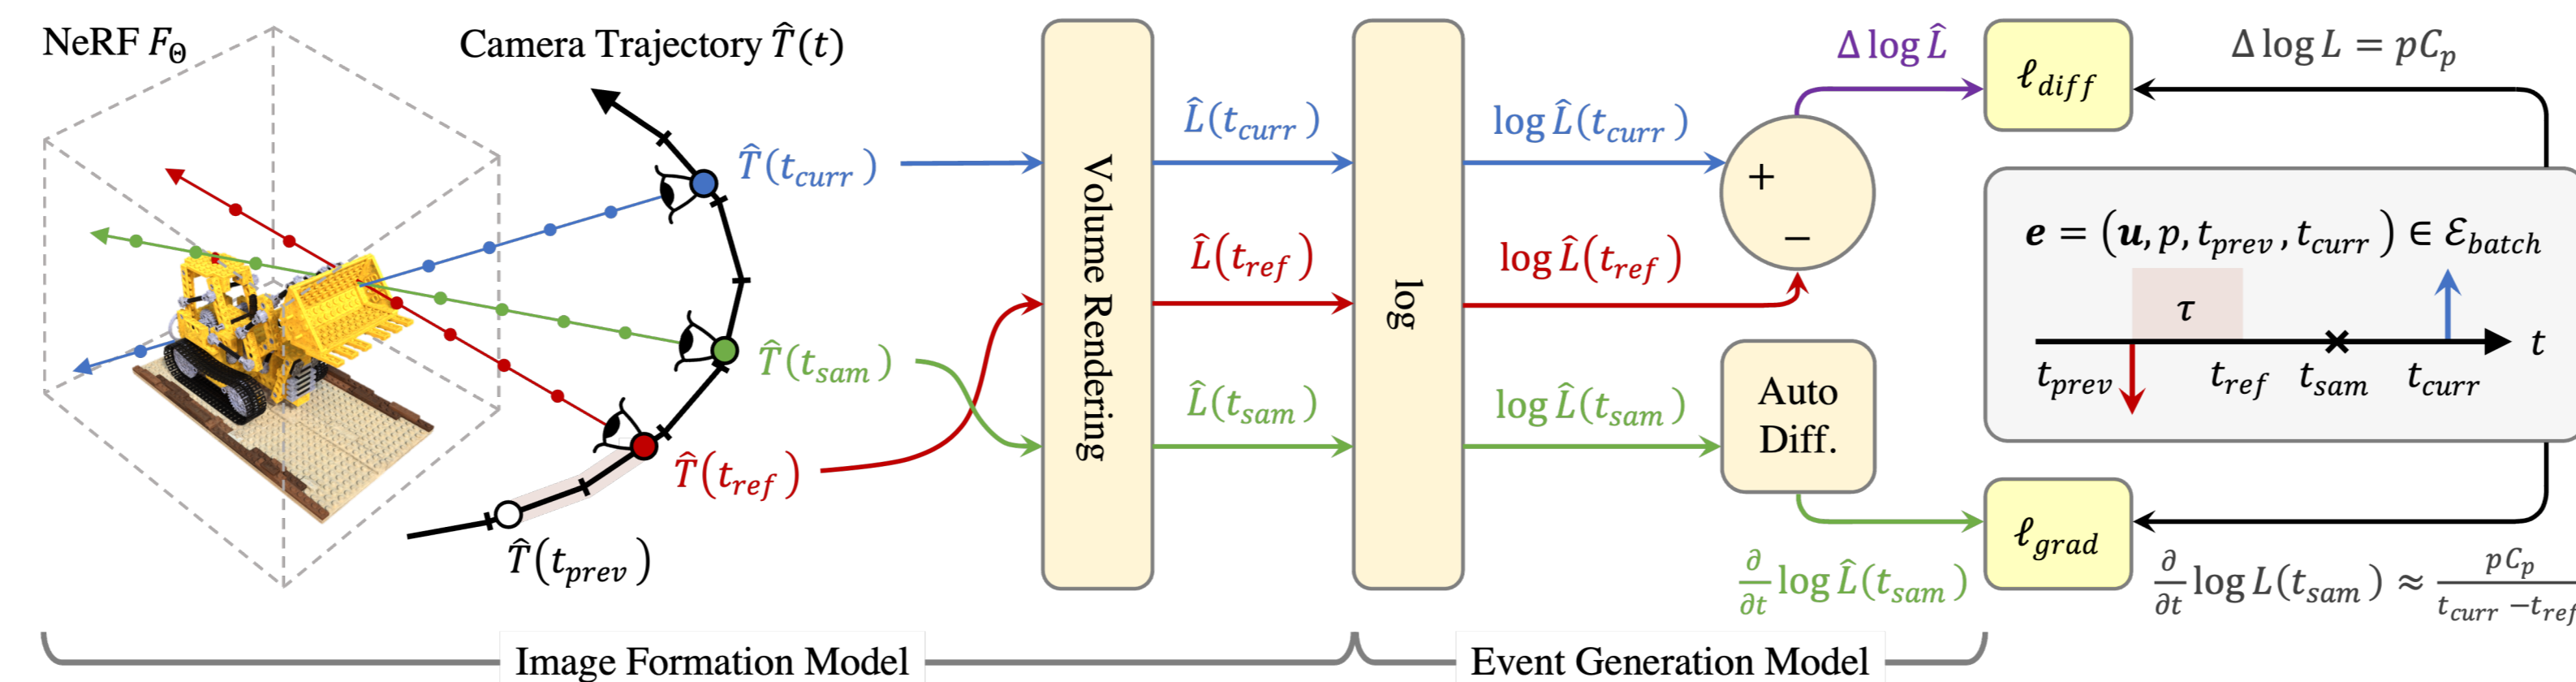 NeRF F_Θ
Camera Trajectory T̂(t)
T̂(t_curr)
T̂(t_sam)
T̂(t_ref)
T̂(t_prev)
Volume Rendering
L̂(t_curr)
L̂(t_ref)
L̂(t_sam)
log
log L̂(t_curr)
log L̂(t_ref)
log L̂(t_sam)
+
−
Auto
Diff.
Δ log L̂
ℓ_diff
Δ log L = pC_p
e = (u, p, t_prev, t_curr) ∈ ℰ_batch
τ
t_prev t_ref t_sam t_curr t
ℓ_grad
∂/∂t log L̂(t_sam)
∂/∂t log L(t_sam) ≈ pC_p / (t_curr − t_ref
Image Formation Model
Event Generation Model